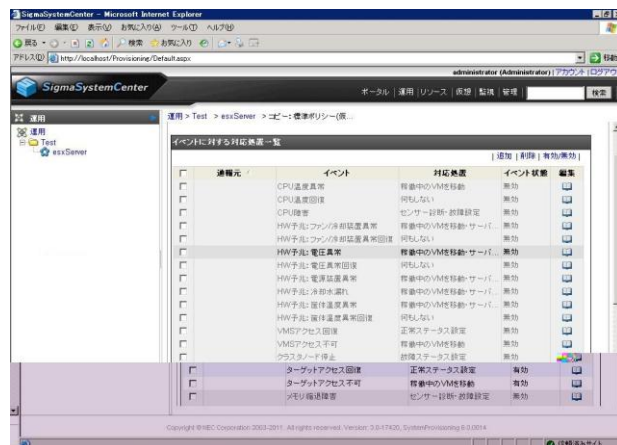 SigmaSystemCenter - Microsoft Internet Explorer
ファイル(F) 編集(E) 表示(V) お気に入り(A) ツール(T) ヘルプ(H)
戻る 検索 お気に入り
アドレス(D) http://localhost/Provisioning/Default.aspx 移動
administrator (Administrator) | アカウント | ログアウ
SigmaSystemCenter
ポータル | 運用 | リソース | 仮想 | 監視 | 管理 | 検索
運用
運用
Test
esxServer
運用 > Test > esxServer > コピー : 標準ポリシー(仮...
イベントに対する対応処置一覧
| 追加 | 削除 | 有効/無効 |
通報元 イベント 対応処置 イベント状態 編集
CPU温度異常 稼働中のVMを移動 無効
CPU温度回復 何もしない 無効
CPU障害 センサー診断・故障設定 無効
HW予兆:ファン/冷却装置異常 稼働中のVMを移動・サーバ... 無効
HW予兆:ファン/冷却装置異常回復 何もしない 無効
HW予兆:電圧異常 稼働中のVMを移動・サーバ... 無効
HW予兆:電圧異常回復 何もしない 無効
HW予兆:電源装置異常 稼働中のVMを移動・サーバ... 無効
HW予兆:冷却水漏れ 稼働中のVMを移動・サーバ... 無効
HW予兆:筐体温度異常 稼働中のVMを移動・サーバ... 無効
HW予兆:筐体温度異常回復 何もしない 無効
VMSアクセス回復 正常ステータス設定 無効
VMSアクセス不可 稼働中のVMを移動 無効
クラスタノード停止 故障ステータス設定 無効
ターゲットアクセス回復 正常ステータス設定 有効
ターゲットアクセス不可 稼働中のVMを移動 有効
メモリ縮退障害 センサー診断・故障設定 無効
Copyright © NEC Corporation 2003-2011. All rights reserved. Version: 3.0-17420, SystemProvisioning 6.0.0014
信頼済みサイト